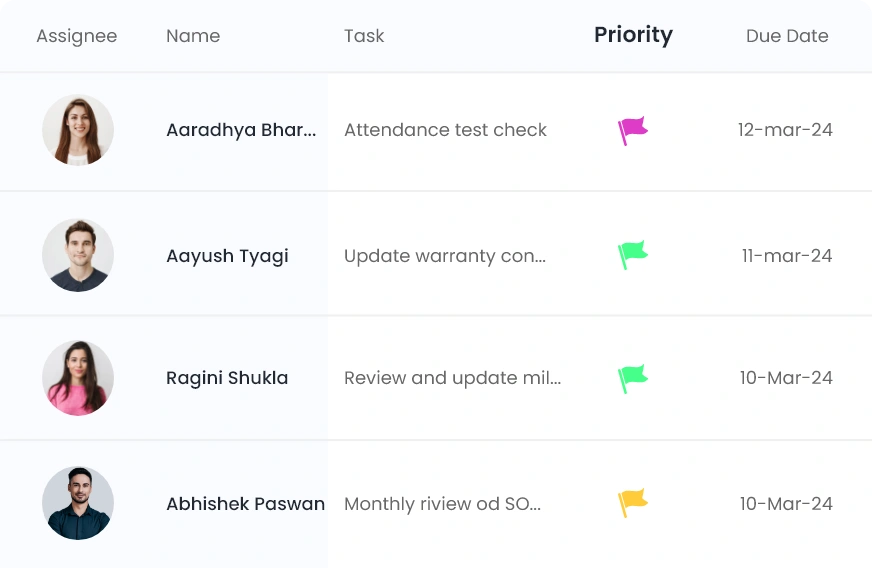 Assignee Name Task Priority Due Date
Aaradhya Bhar... Attendance test check 12-mar-24
Aayush Tyagi Update warranty con... 11-mar-24
Ragini Shukla Review and update mil... 10-Mar-24
Abhishek Paswan Monthly riview od SO... 10-Mar-24